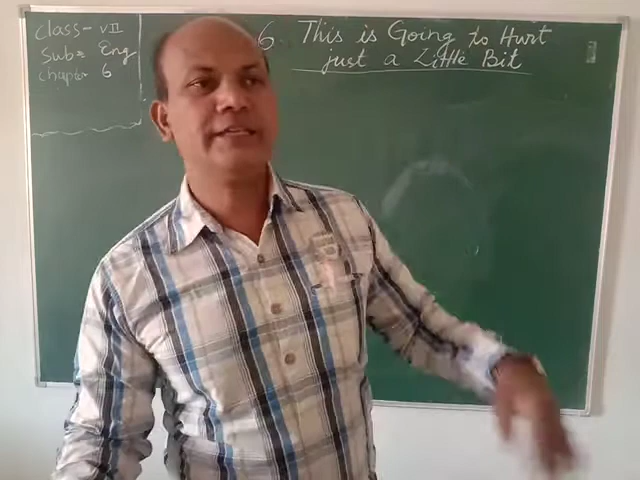 Class- VII
Sub= Eng
Chapter 6
6. This is Going to Hurt
just a Little Bit